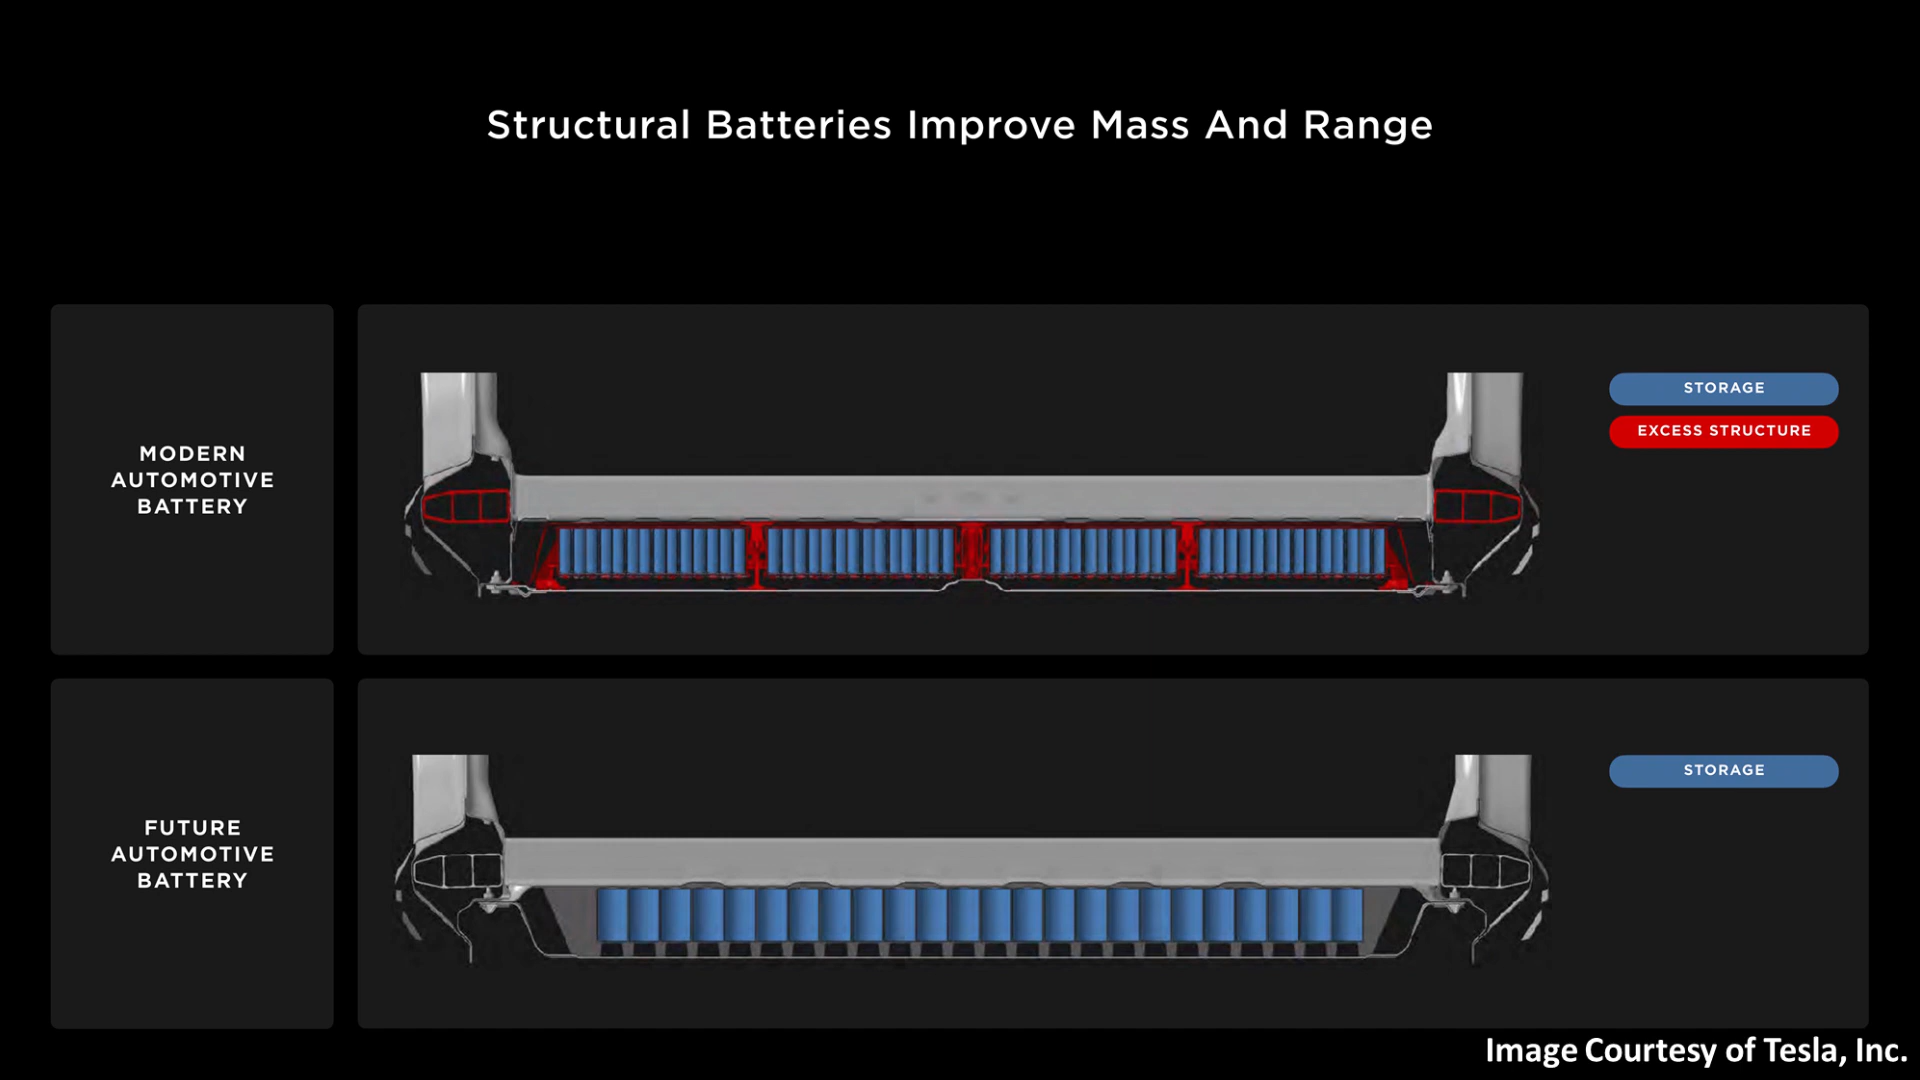 Structural Batteries Improve Mass And Range
MODERN
AUTOMOTIVE
BATTERY
STORAGE
EXCESS STRUCTURE
FUTURE
AUTOMOTIVE
BATTERY
STORAGE
Image Courtesy of Tesla, Inc.